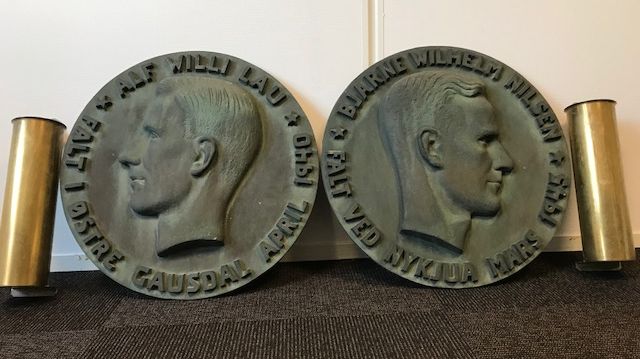 ★ ALF WILLI LAU ★
FALT I ØSTRE GAUSDAL APRIL 1940
★ BJARNE WILHELM NILSEN ★
FALT VED NYKJUA MARS 1945